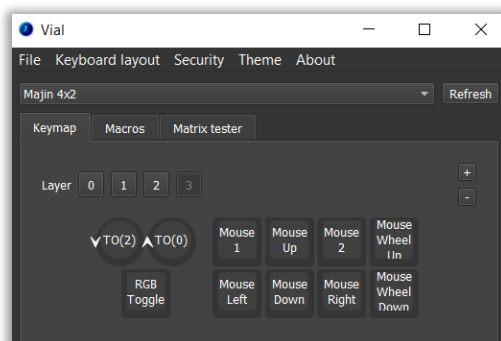 Vial
File Keyboard layout Security Theme About
Majin 4x2 Refresh
Keymap Macros Matrix tester
Layer 0 1 2 3
+
-
TO(2) TO(0)
Mouse 1
Mouse Up
Mouse 2
Mouse Wheel Up
RGB Toggle
Mouse Left
Mouse Down
Mouse Right
Mouse Wheel Down